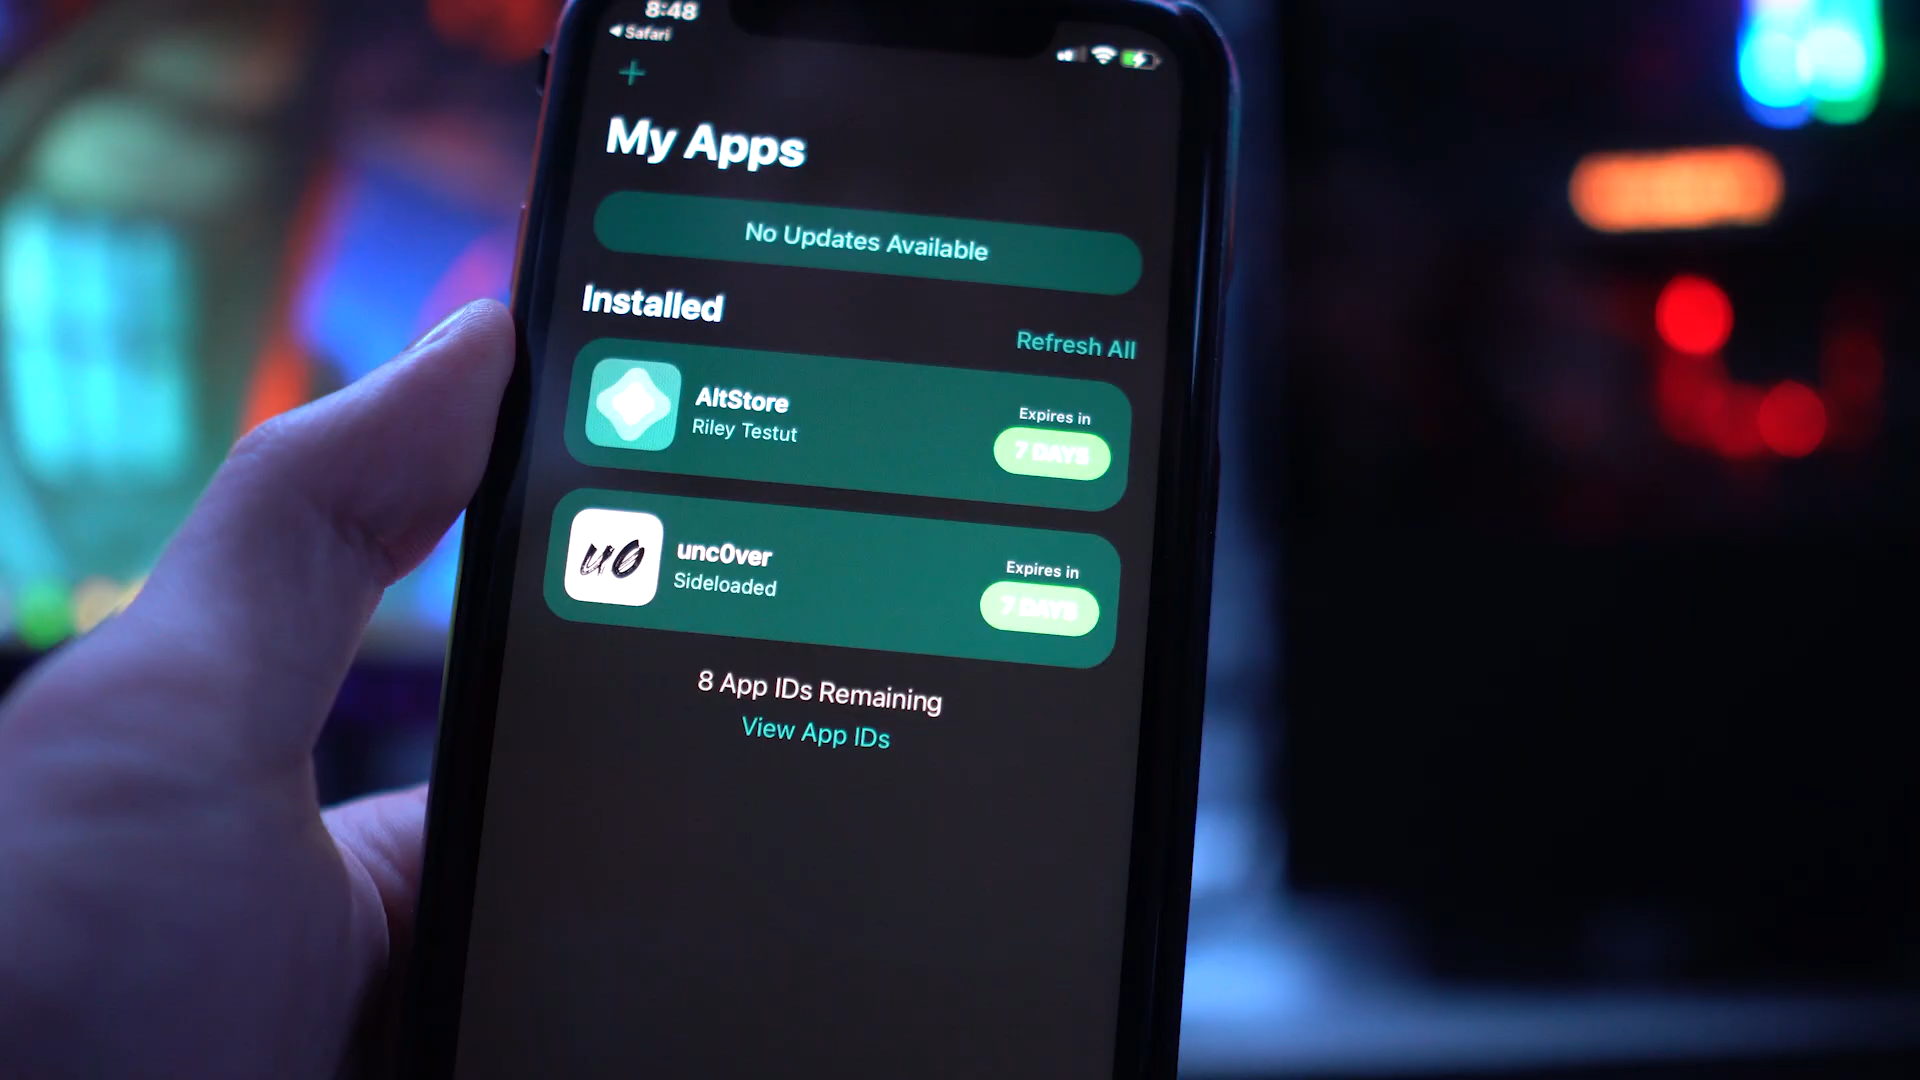 8:48
◀ Safari
+
My Apps
No Updates Available
Installed
Refresh All
AltStore
Riley Testut
Expires in
7 DAYS
u0
unc0ver
Sideloaded
Expires in
7 DAYS
8 App IDs Remaining
View App IDs